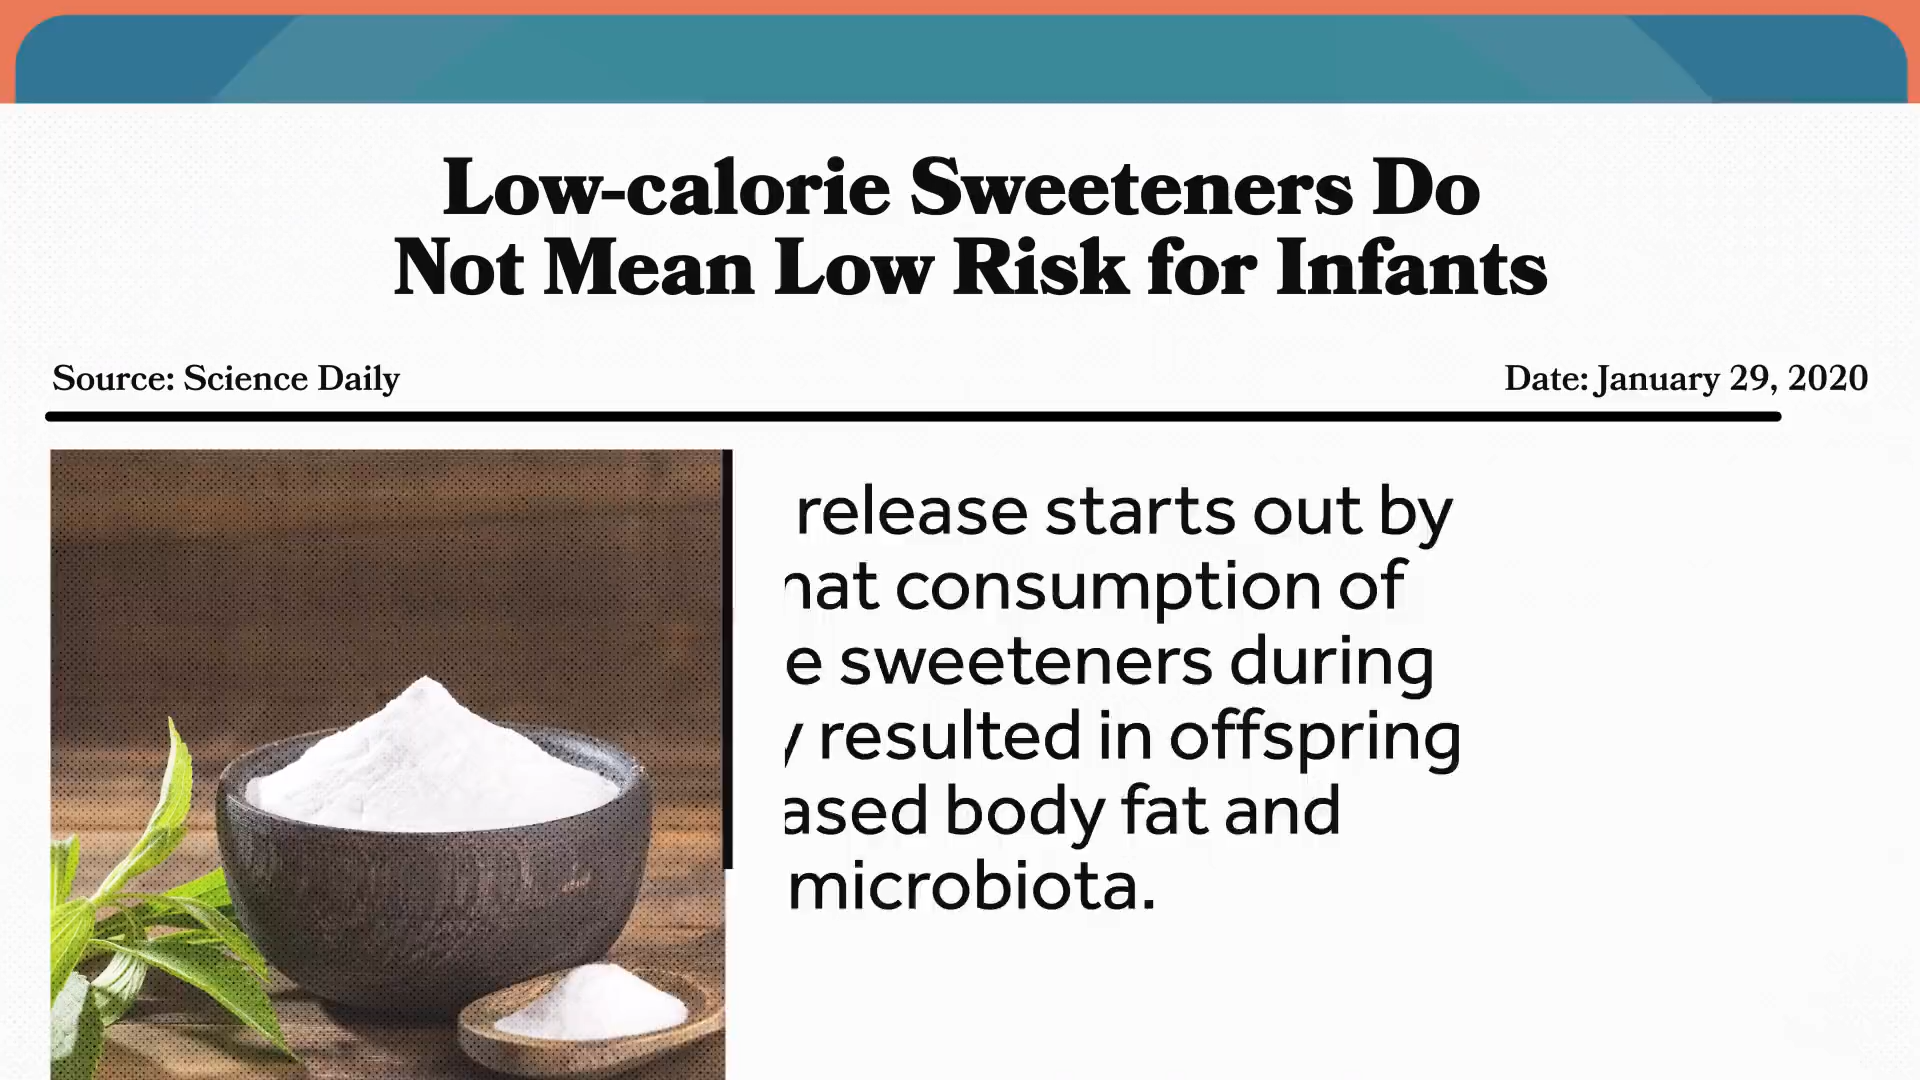 Low-calorie Sweeteners Do
Not Mean Low Risk for Infants
Source: Science Daily
Date: January 29, 2020
release starts out by
consumption of
sweeteners during
resulted in offspring
body fat and
microbiota.